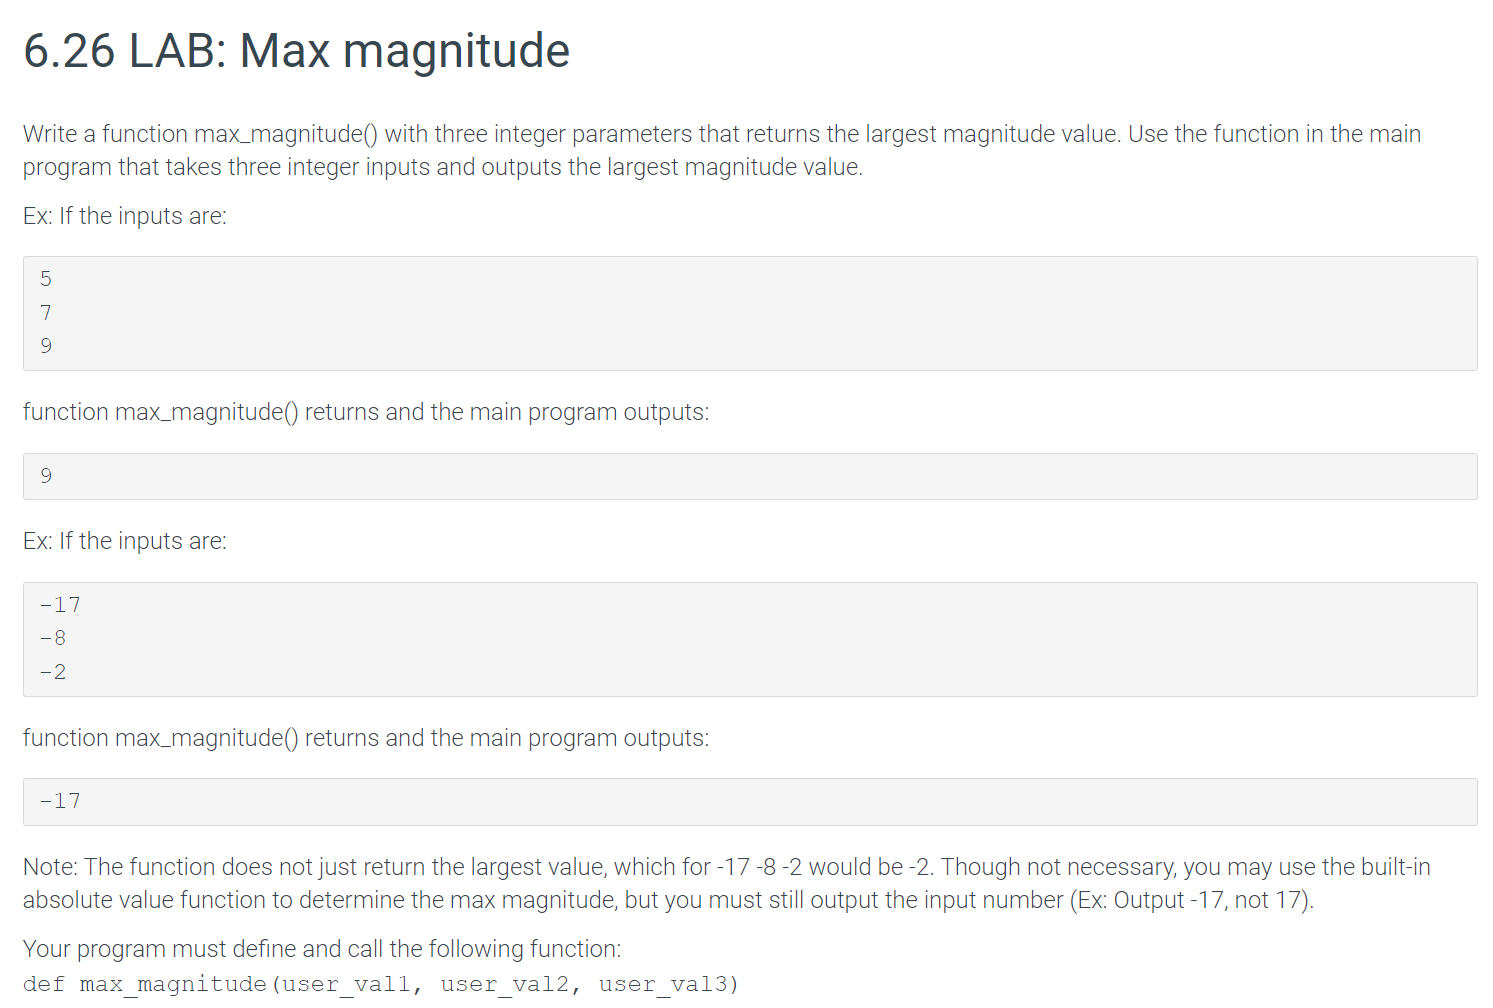 6.26 LAB: Max magnitude
Write a function max_magnitude() with three integer parameters that returns the largest magnitude value. Use the function in the main
program that takes three integer inputs and outputs the largest magnitude value.
Ex: If the inputs are:
5
7
9
function max_magnitude() returns and the main program outputs:
9
Ex: If the inputs are:
-17
-8
-2
function max_magnitude() returns and the main program outputs:
-17
Note: The function does not just return the largest value, which for -17 -8 -2 would be -2. Though not necessary, you may use the built-in
absolute value function to determine the max magnitude, but you must still output the input number (Ex: Output -17, not 17).
Your program must define and call the following function:
def max_magnitude(user_val1, user_val2, user_val3)